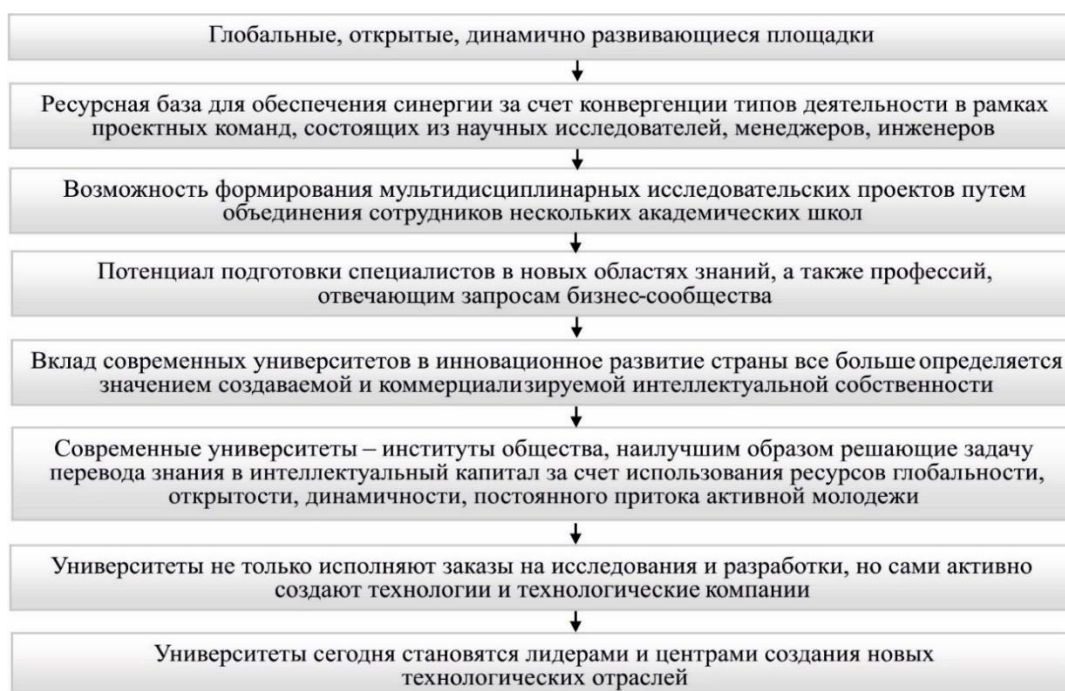 Глобальные, открытые, динамично развивающиеся площадки
Ресурсная база для обеспечения синергии за счет конвергенции типов деятельности в рамках
проектных команд, состоящих из научных исследователей, менеджеров, инженеров
Возможность формирования мультидисциплинарных исследовательских проектов путем
объединения сотрудников нескольких академических школ
Потенциал подготовки специалистов в новых областях знаний, а также профессий,
отвечающим запросам бизнес-сообщества
Вклад современных университетов в инновационное развитие страны все больше определяется
значением создаваемой и коммерциализируемой интеллектуальной собственности
Современные университеты – институты общества, наилучшим образом решающие задачу
перевода знания в интеллектуальный капитал за счет использования ресурсов глобальности,
открытости, динамичности, постоянного притока активной молодежи
Университеты не только исполняют заказы на исследования и разработки, но сами активно
создают технологии и технологические компании
Университеты сегодня становятся лидерами и центрами создания новых
технологических отраслей